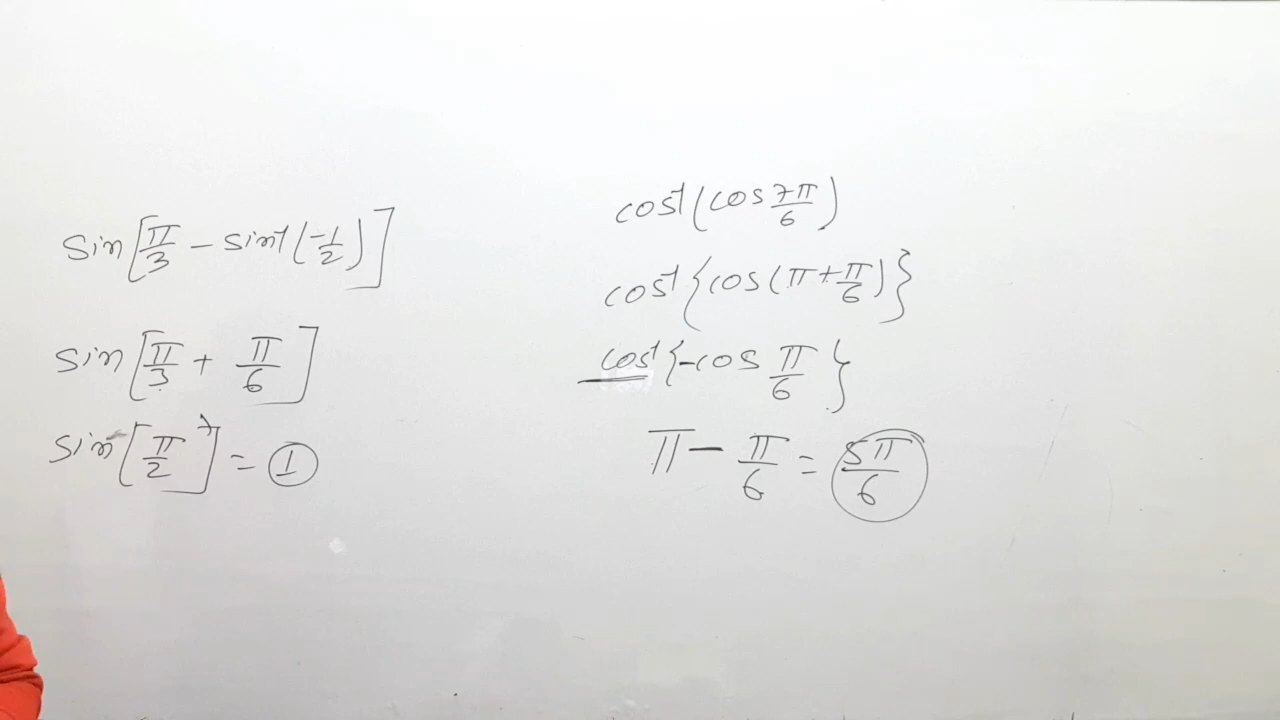 sin[π/3 - sin⁻¹(-1/2)]
sin[π/3 + π/6]
sin[π/2] = 1
cos⁻¹(cos 7π/6)
cos⁻¹{cos(π + π/6)}
cos⁻¹{-cos π/6}
π - π/6 = 5π/6